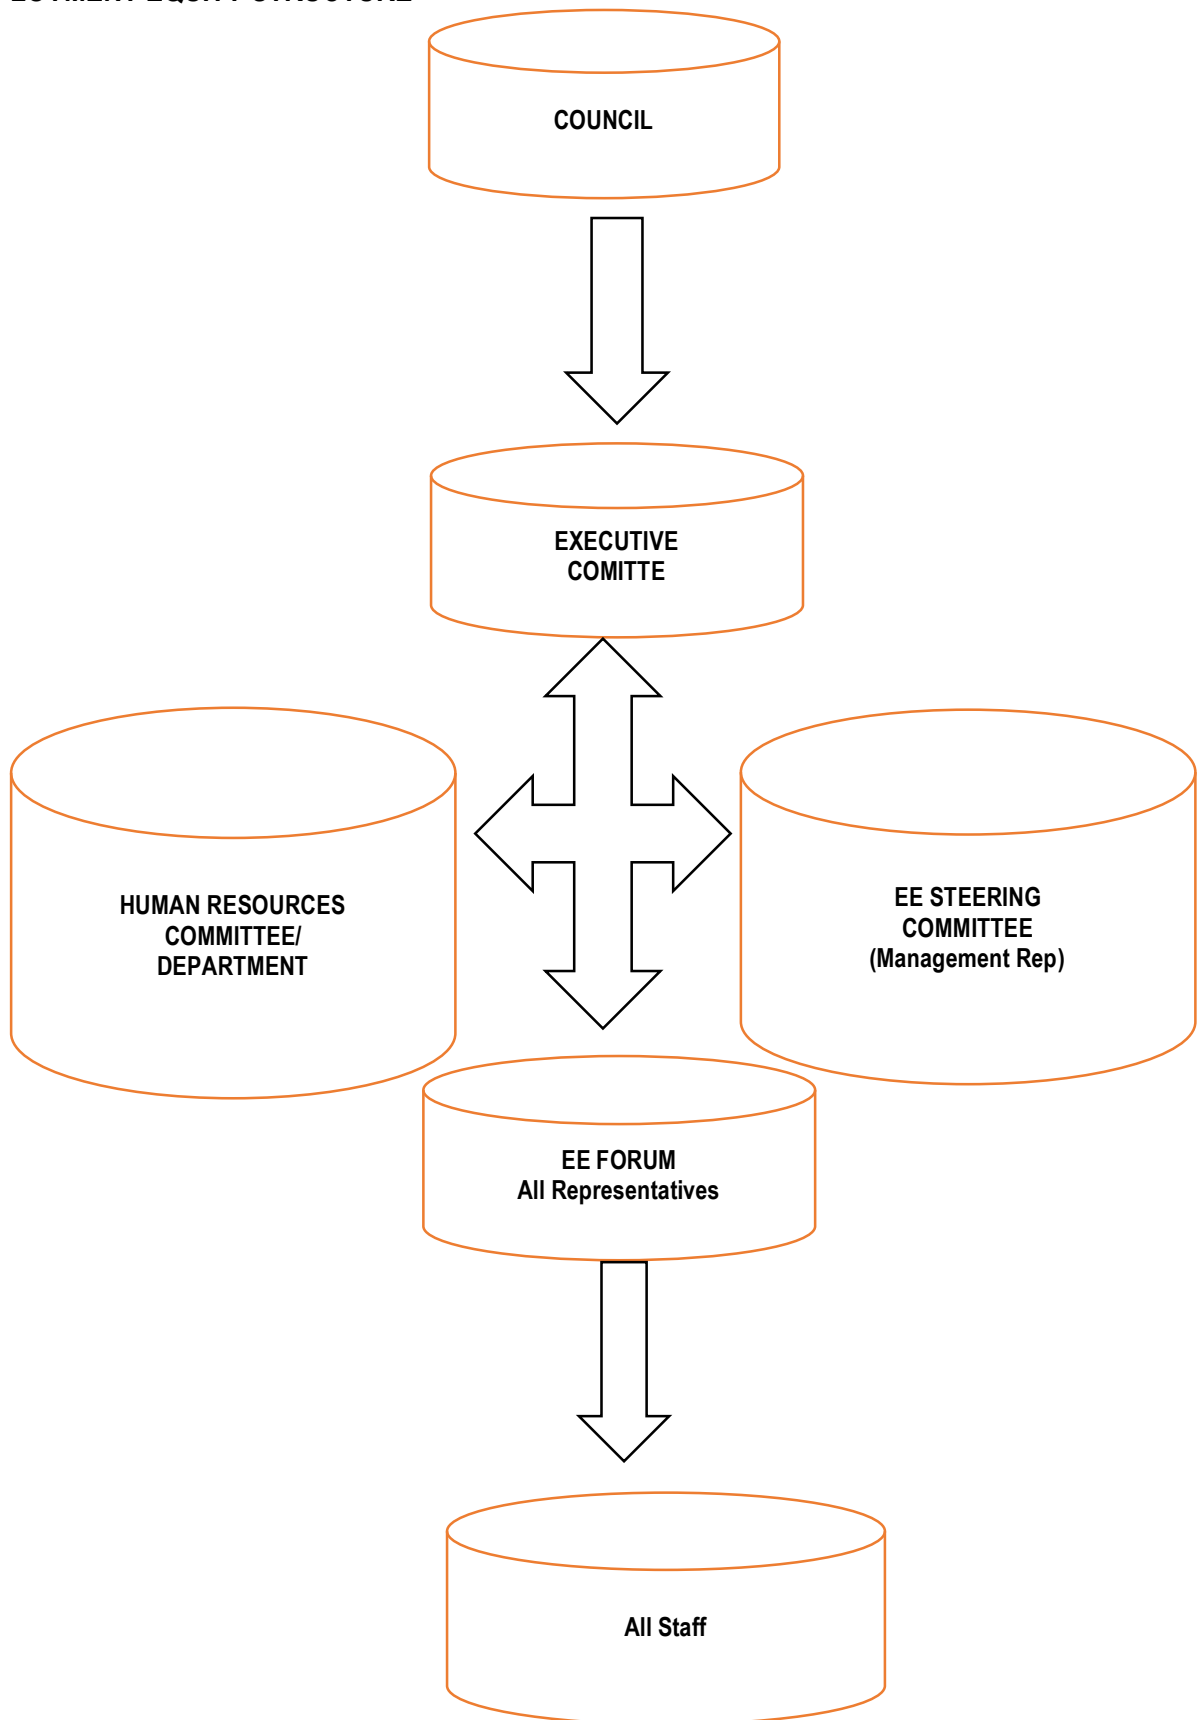 COUNCIL
EXECUTIVE
COMITTE
HUMAN RESOURCES
COMMITTEE/
DEPARTMENT
EE STEERING
COMMITTEE
(Management Rep)
EE FORUM
All Representatives
All Staff